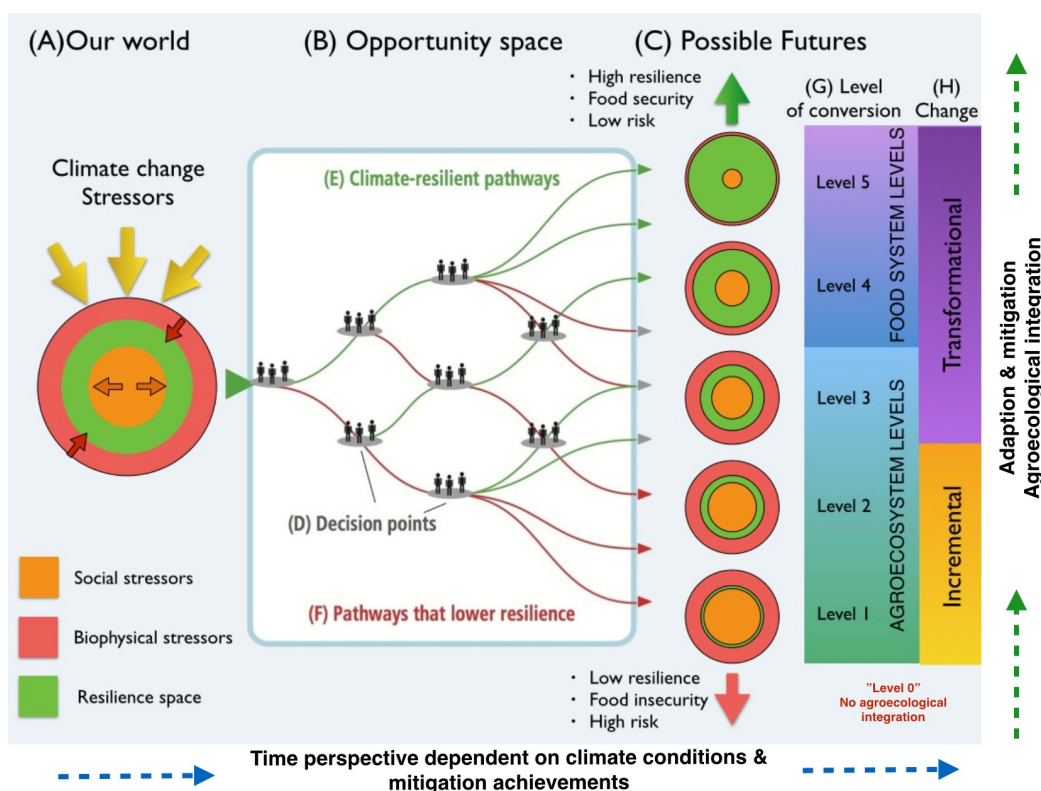 (A)Our world
(B) Opportunity space
(C) Possible Futures
• High resilience
• Food security
• Low risk
(G) Level
of conversion
(H)
Change
Climate change
Stressors
(E) Climate-resilient pathways
(D) Decision points
(F) Pathways that lower resilience
Social stressors
Biophysical stressors
Resilience space
• Low resilience
• Food insecurity
• High risk
Level 5
Level 4
Level 3
Level 2
Level 1
FOOD SYSTEM LEVELS
AGROECOSYSTEM LEVELS
Transformational
Incremental
"Level 0"
No agroecological
integration
Adaption & mitigation
Agroecological integration
Time perspective dependent on climate conditions &
mitigation achievements